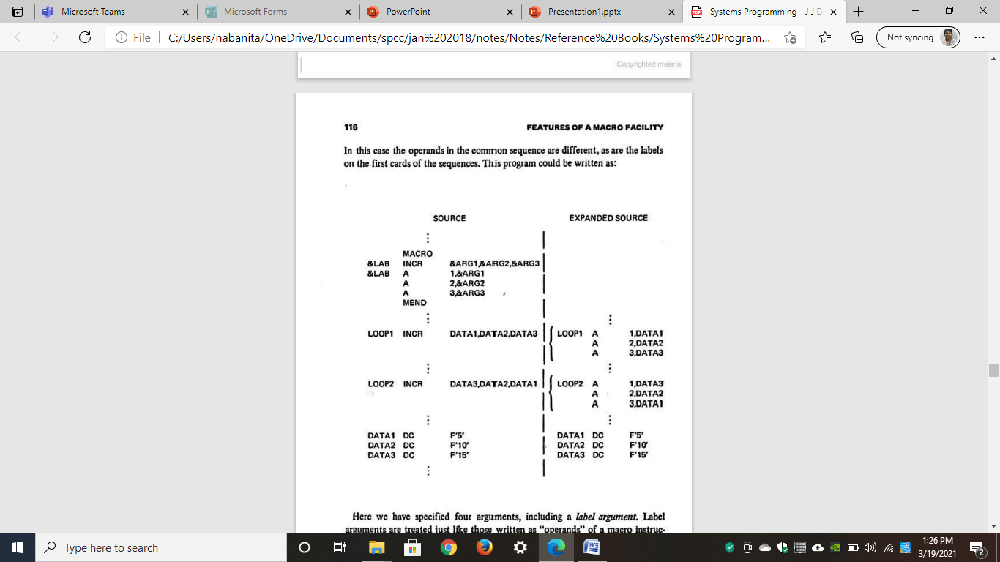 Microsoft Teams
Microsoft Forms
PowerPoint
Presentation1.pptx
Systems Programming - J J D
File | C:/Users/nabanita/OneDrive/Documents/spcc/jan%202018/notes/Notes/Reference%20Books/Systems%20Program...
Not syncing
Copyrighted material
116 FEATURES OF A MACRO FACILITY
In this case the operands in the common sequence are different, as are the labels
on the first cards of the sequences. This program could be written as:
SOURCE EXPANDED SOURCE
MACRO
&LAB INCR &ARG1,&ARG2,&ARG3
&LAB A 1,&ARG1
A 2,&ARG2
A 3,&ARG3
MEND
LOOP1 INCR DATA1,DATA2,DATA3 LOOP1 A 1,DATA1
A 2,DATA2
A 3,DATA3
LOOP2 INCR DATA3,DATA2,DATA1 LOOP2 A 1,DATA3
A 2,DATA2
A 3,DATA1
DATA1 DC F'5' DATA1 DC F'5'
DATA2 DC F'10' DATA2 DC F'10'
DATA3 DC F'15' DATA3 DC F'15'
Here we have specified four arguments, including a label argument. Label
arguments are treated just like those written as "operands" of a macro instruc-
Type here to search
1:26 PM
3/19/2021
2